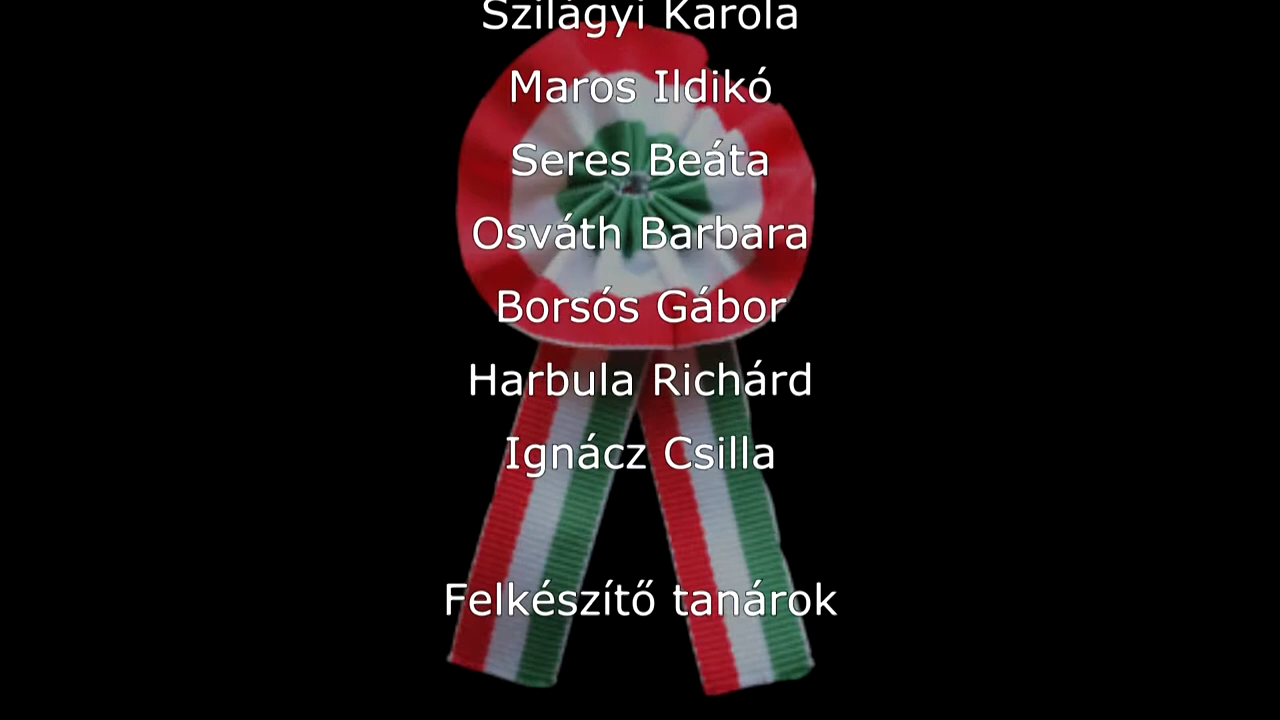 Szilágyi Karola
Maros Ildikó
Seres Beáta
Osváth Barbara
Borsós Gábor
Harbula Richárd
Ignácz Csilla
Felkészítő tanárok